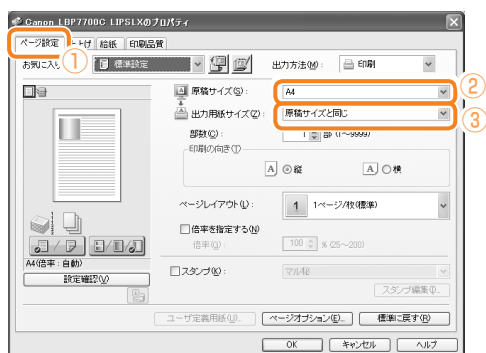 Canon LBP7700C LIPSLXのプロパティ
ページ設定 上げ 給紙 印刷品質
①
お気に入り 標準設定 出力方法(M): 印刷
原稿サイズ(S): A4 ②
出力用紙サイズ(Z): 原稿サイズと同じ ③
部数(C): 1 部 (1～9999)
印刷の向き(T)
A 縦 A 横
ページレイアウト(L): 1 1ページ/枚(標準)
倍率を指定する(N)
倍率(Q): 100 % (25～200)
A4(倍率:自動)
スタンプ(K): マル秘
設定確認(V) スタンプ編集(I)...
ユーザ定義用紙(U)... ページオプション(E)... 標準に戻す(R)
OK キャンセル ヘルプ